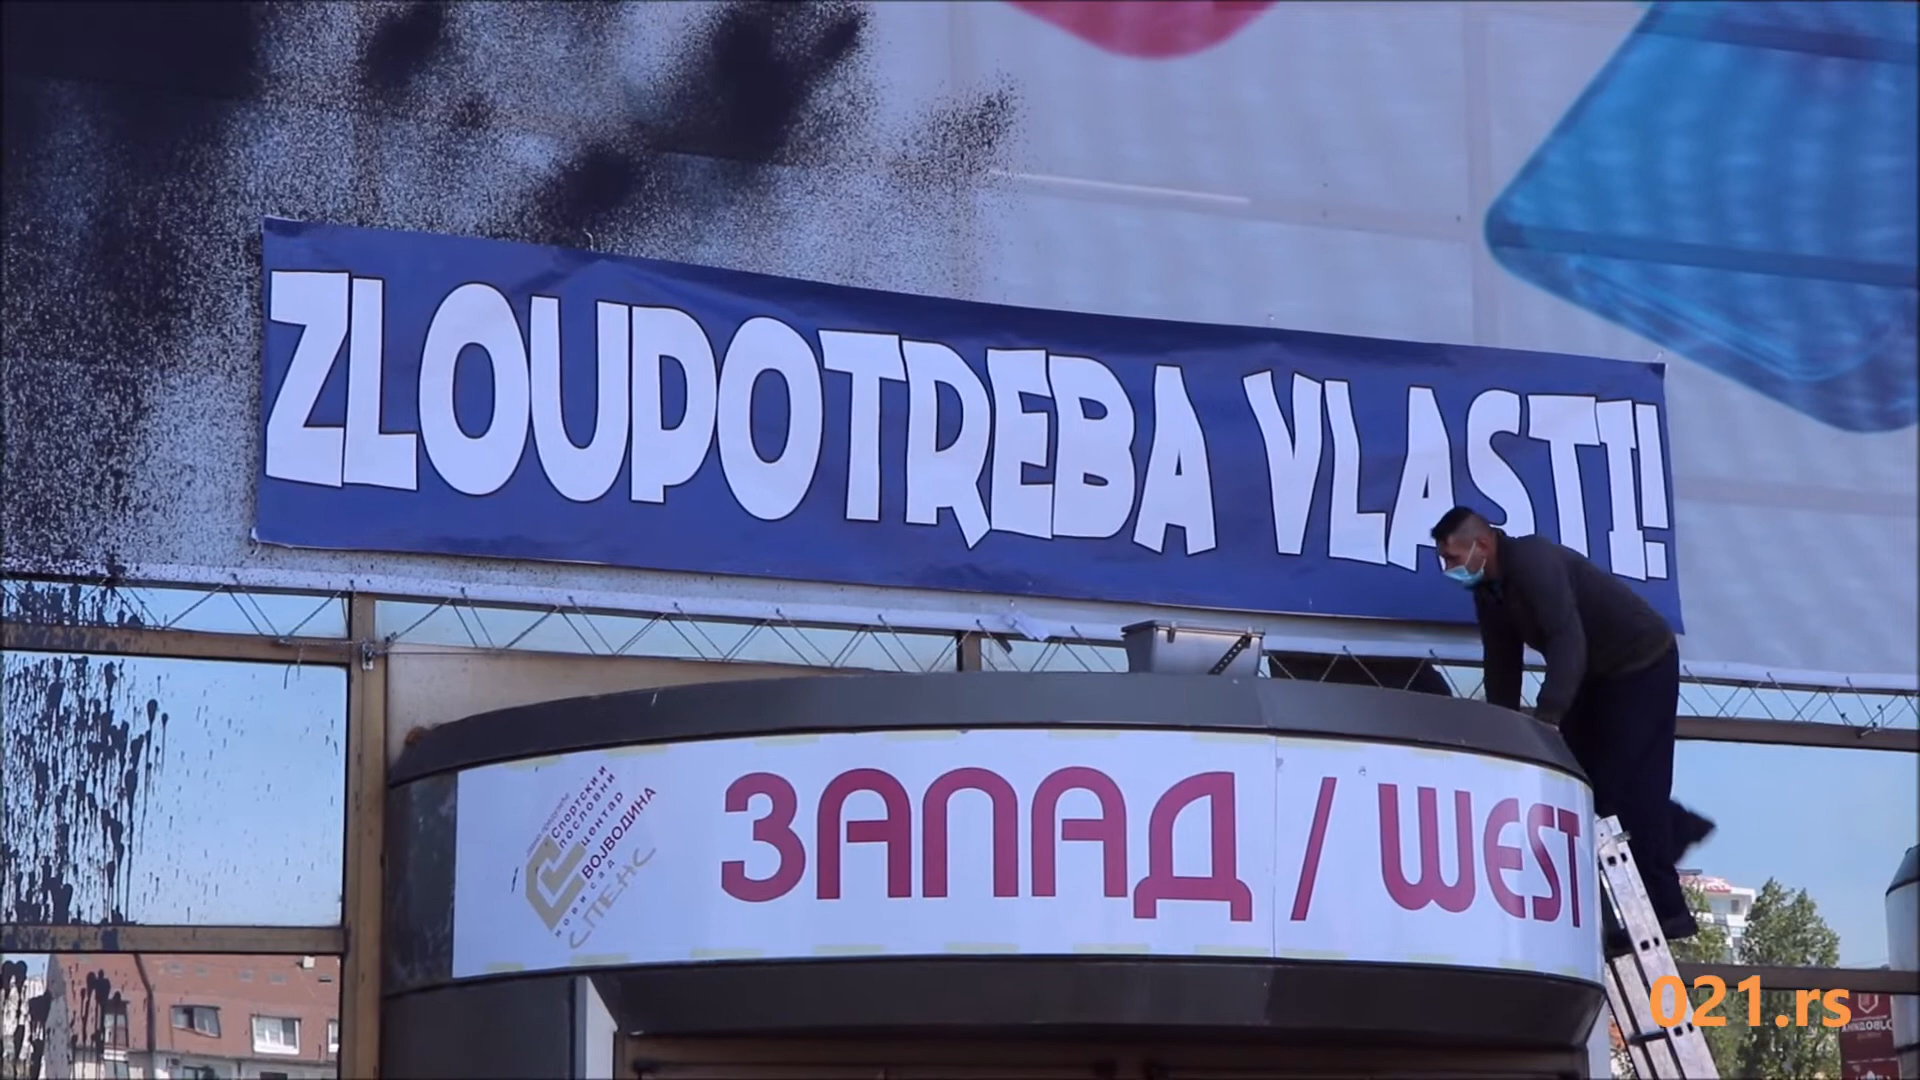 ZLOUPOTREBA VLASTI!
Спортски и
пословни
центар
ВОЈВОДИНА
нови сад
СПЕНС
ЗАПАД / WEST
021.rs